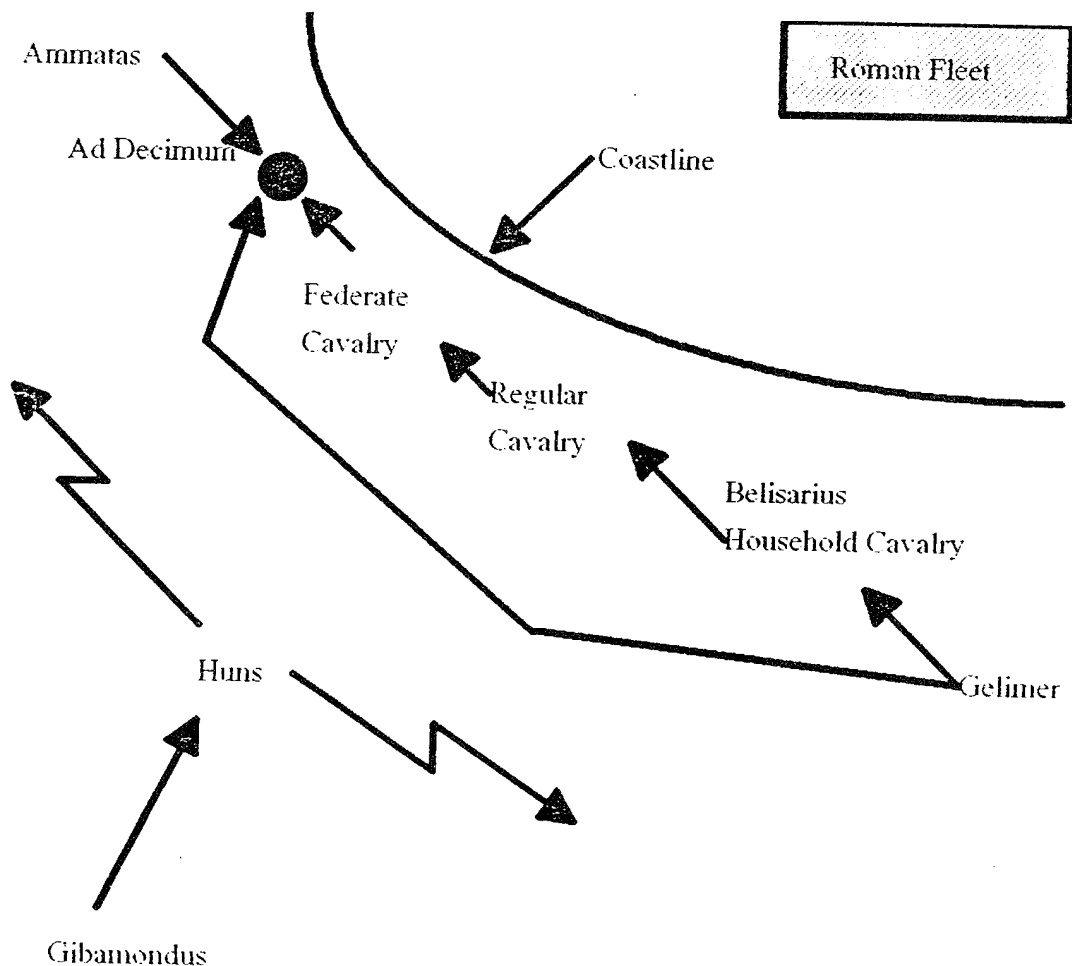 Ammatas
Roman Fleet
Ad Decimum
Coastline
Federate
Cavalry
Regular
Cavalry
Belisarius
Household Cavalry
Huns
Gelimer
Gibamondus